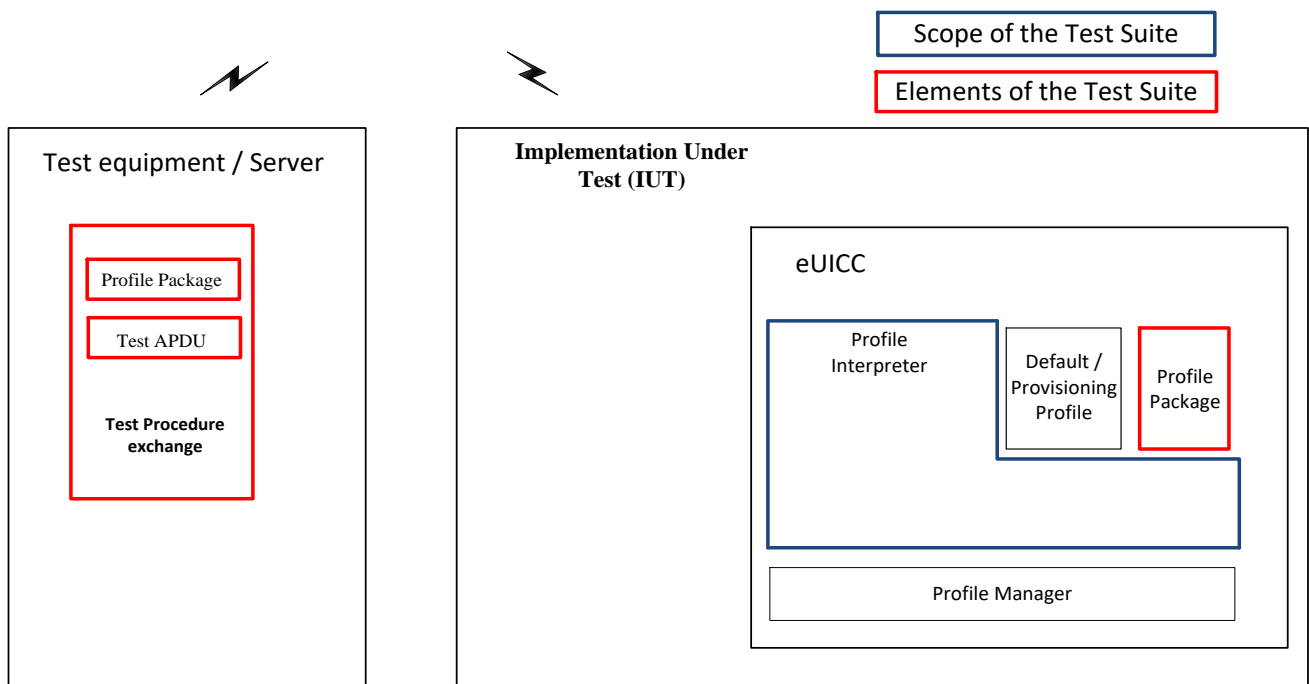 Scope of the Test Suite
Elements of the Test Suite
Test equipment / Server
Profile Package
Test APDU
Test Procedure
exchange
Implementation Under
Test (IUT)
eUICC
Profile
Interpreter
Default /
Provisioning
Profile
Profile
Package
Profile Manager